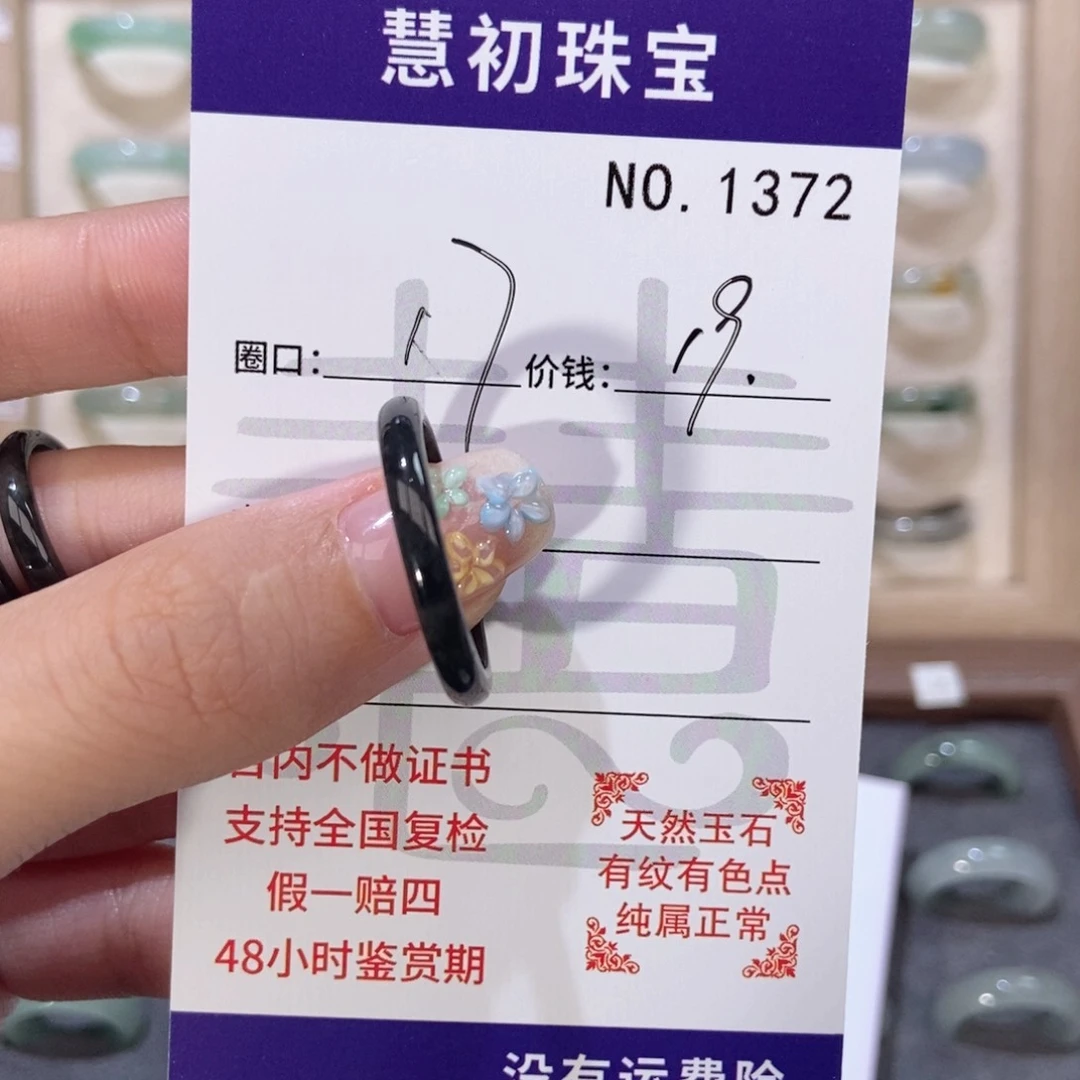 慧初珠宝
NO. 1372
圈口: 17 价钱: 19.
内不做证书
支持全国复检
假一赔四
48小时鉴赏期
天然玉石
有纹有色点
纯属正常
没有运费险